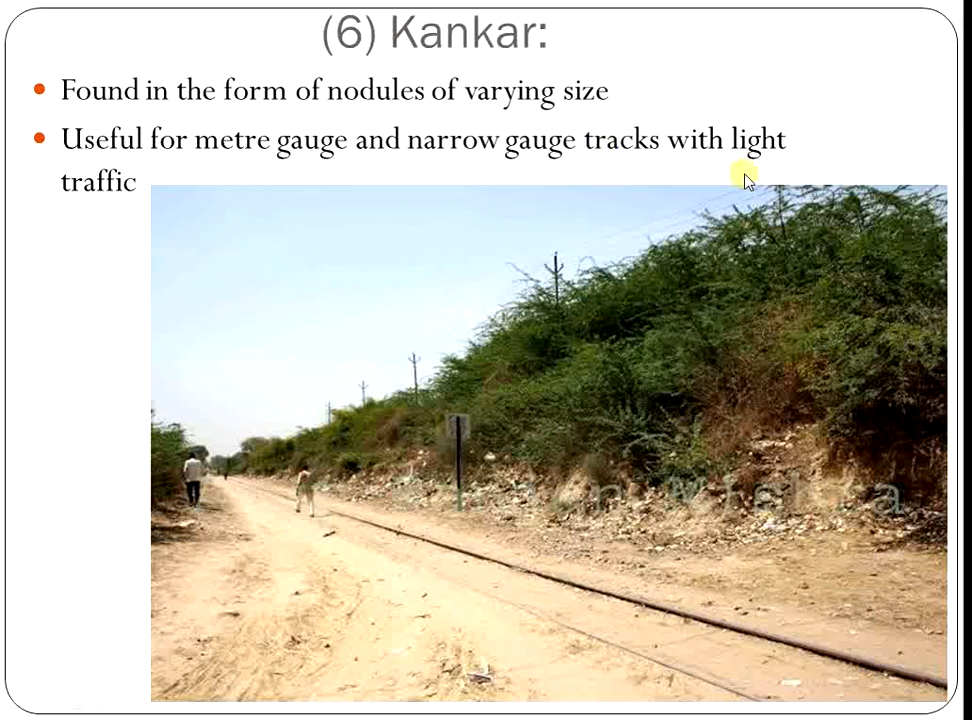 (6) Kankar:
Found in the form of nodules of varying size
Useful for metre gauge and narrow gauge tracks with light
traffic